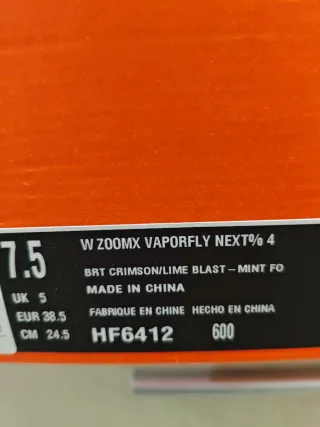 7.5
W ZOOMX VAPORFLY NEXT% 4
BRT CRIMSON/LIME BLAST – MINT FO
UK 5
MADE IN CHINA
EUR 38.5
FABRIQUE EN CHINE HECHO EN CHINA
CM 24.5
HF6412 600